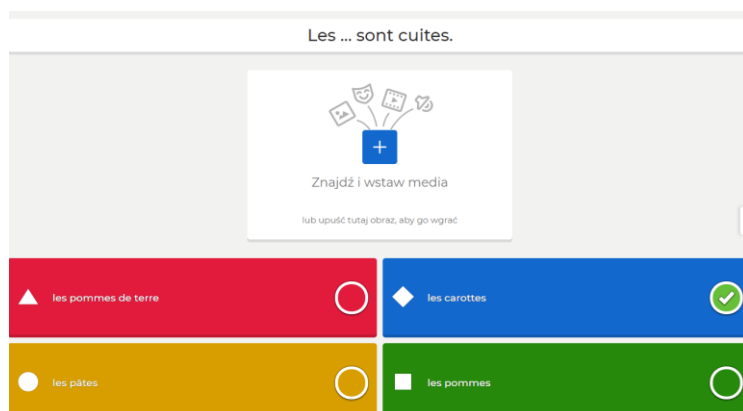 Les ... sont cuites.
Znajdź i wstaw media
lub upuść tutaj obraz, aby go wgrać
les pommes de terre
les carottes
les pâtes
les pommes